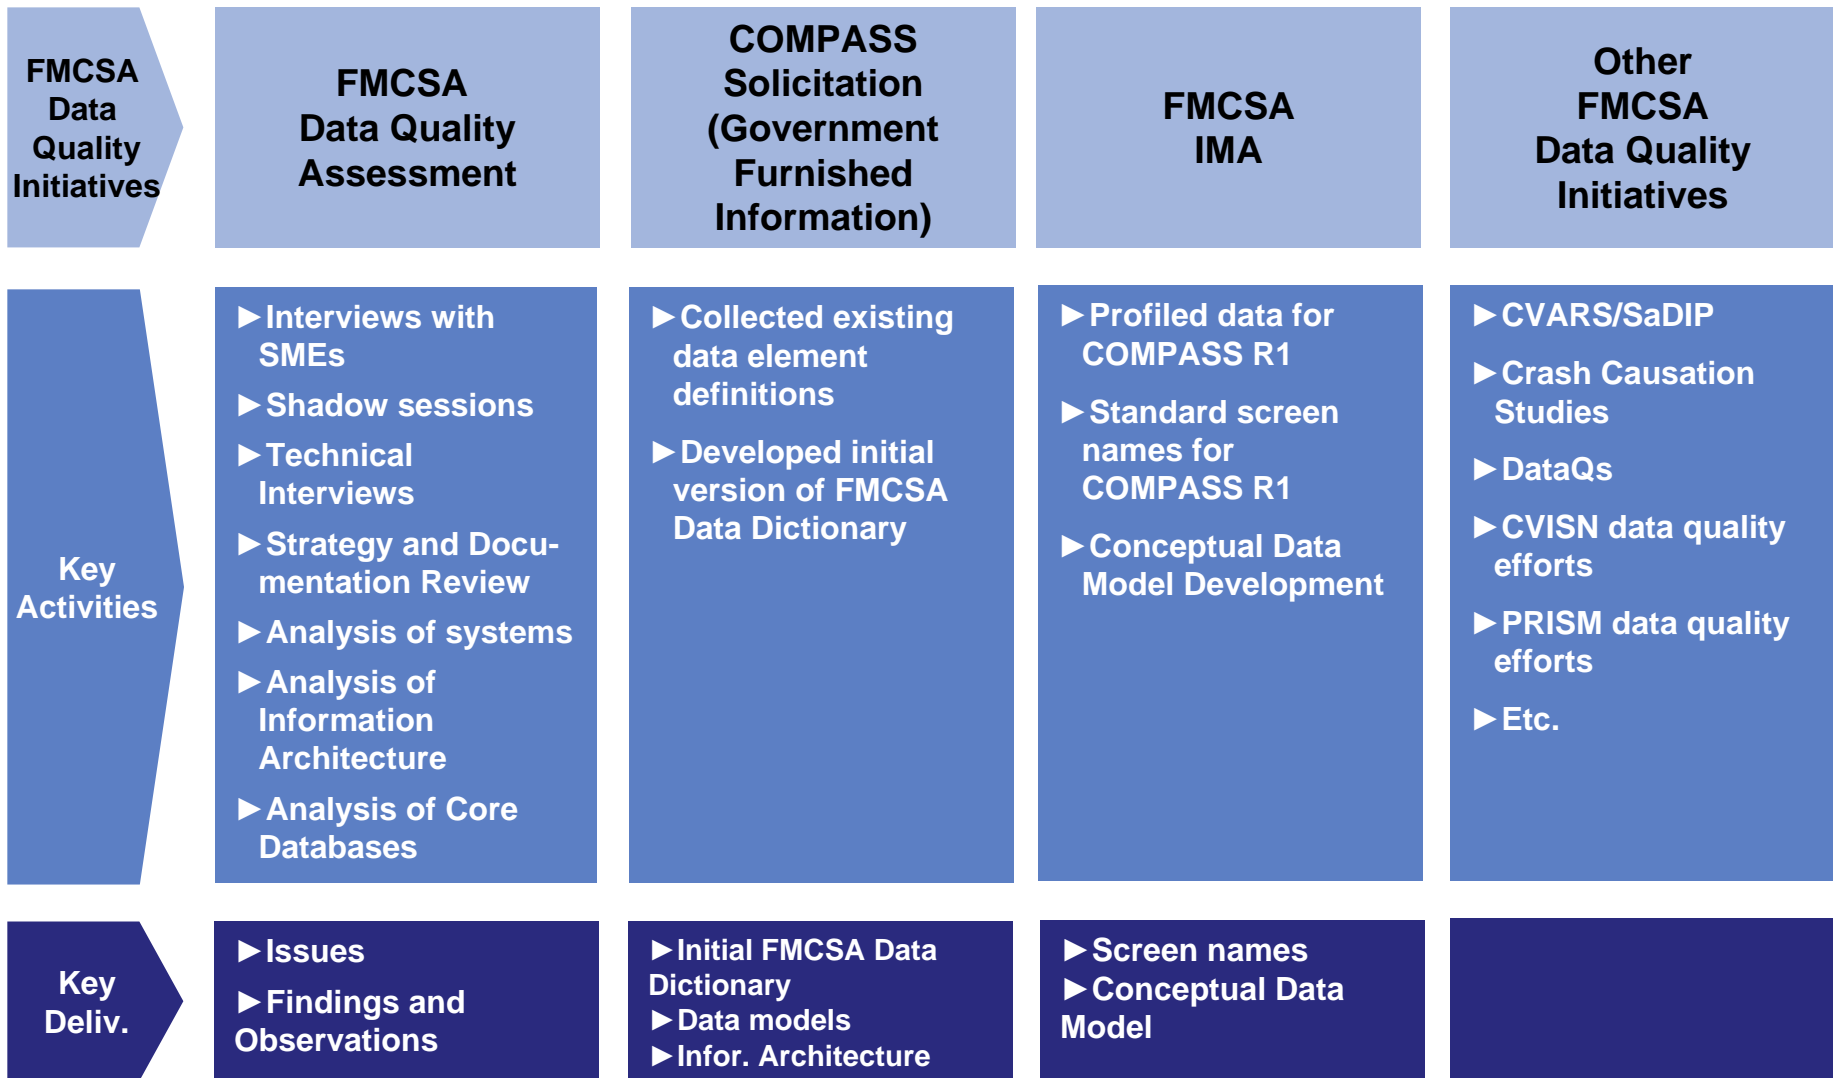 FMCSA
Data
Quality
Initiatives
FMCSA
Data Quality
Assessment
COMPASS
Solicitation
(Government
Furnished
Information)
FMCSA
IMA
Other
FMCSA
Data Quality
Initiatives
Key
Activities
►Interviews with
SMEs
►Shadow sessions
►Technical
Interviews
►Strategy and Docu-
mentation Review
►Analysis of systems
►Analysis of
Information
Architecture
►Analysis of Core
Databases
►Collected existing
data element
definitions
►Developed initial
version of FMCSA
Data Dictionary
►Profiled data for
COMPASS R1
►Standard screen
names for
COMPASS R1
►Conceptual Data
Model Development
►CVARS/SaDIP
►Crash Causation
Studies
►DataQs
►CVISN data quality
efforts
►PRISM data quality
efforts
►Etc.
Key
Deliv.
►Issues
►Findings and
Observations
►Initial FMCSA Data
Dictionary
►Data models
►Infor. Architecture
►Screen names
►Conceptual Data
Model